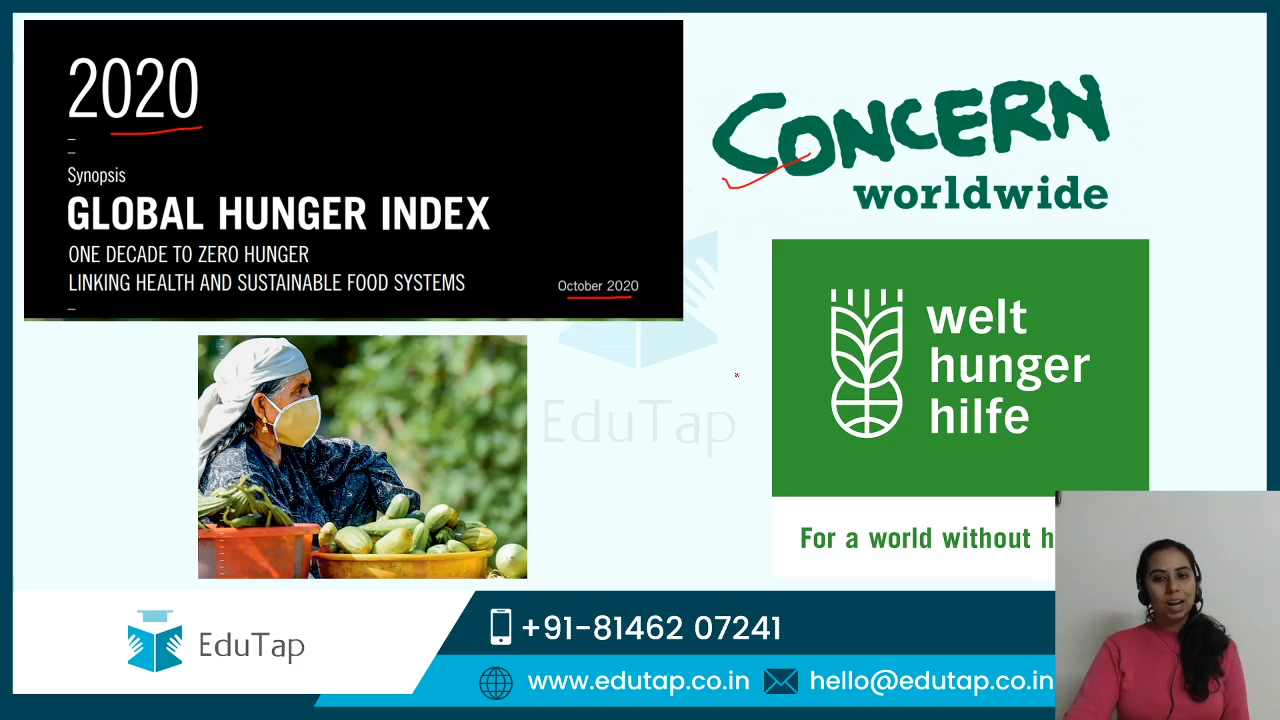 2020
Synopsis
GLOBAL HUNGER INDEX
ONE DECADE TO ZERO HUNGER
LINKING HEALTH AND SUSTAINABLE FOOD SYSTEMS
October 2020
CONCERN
worldwide
welt
hunger
hilfe
For a world without h
EduTap
EduTap
+91-81462 07241
www.edutap.co.in
hello@edutap.co.in